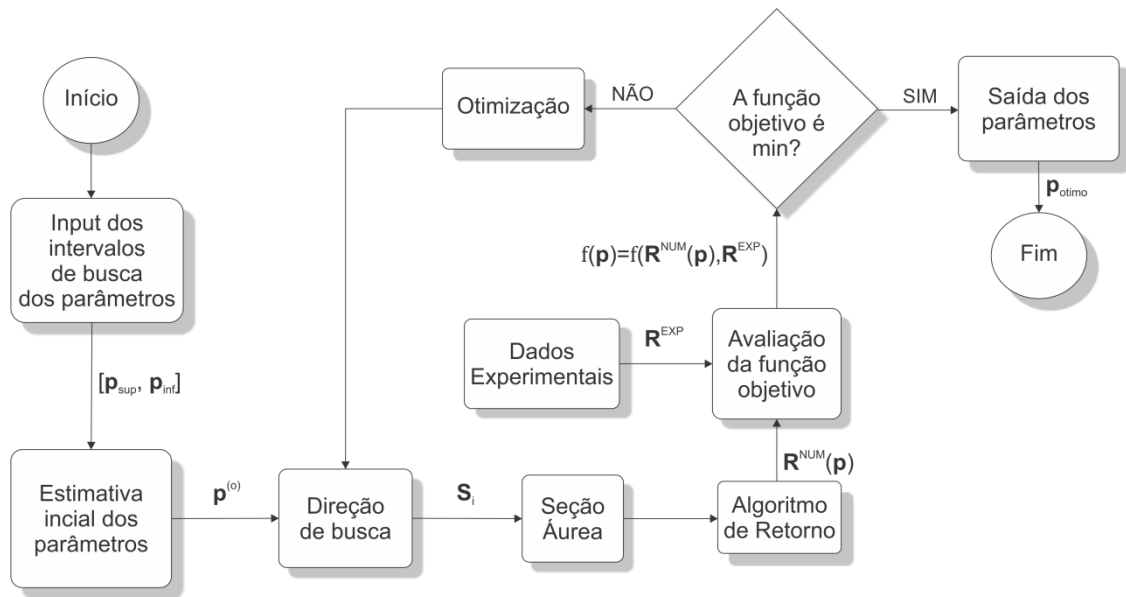 Início
Input dos
intervalos
de busca
dos parâmetros
[p_sup, p_inf]
Estimativa
incial dos
parâmetros
p^(o)
Direção
de busca
S_i
Seção
Áurea
Algoritmo
de Retorno
R^NUM(p)
Dados
Experimentais
R^EXP
Avaliação
da função
objetivo
f(p)=f(R^NUM(p),R^EXP)
A função
objetivo é
min?
NÃO
Otimização
SIM
Saída dos
parâmetros
p_otimo
Fim